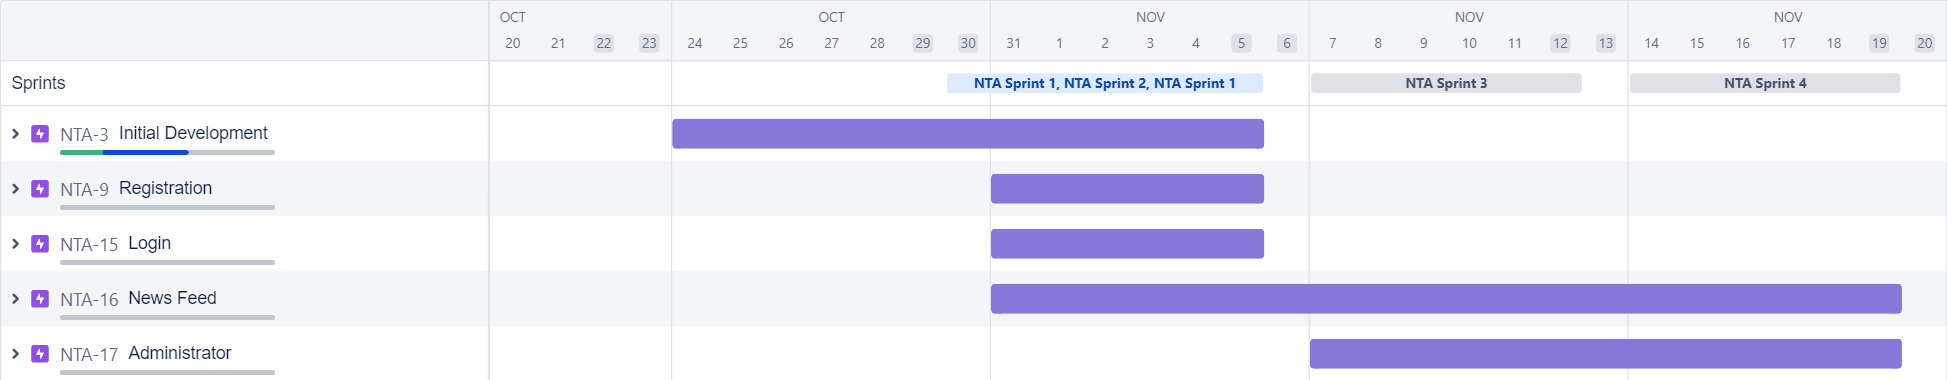 OCT OCT NOV NOV NOV
20 21 22 23 24 25 26 27 28 29 30 31 1 2 3 4 5 6 7 8 9 10 11 12 13 14 15 16 17 18 19 20
Sprints NTA Sprint 1, NTA Sprint 2, NTA Sprint 1 NTA Sprint 3 NTA Sprint 4
NTA-3 Initial Development
NTA-9 Registration
NTA-15 Login
NTA-16 News Feed
NTA-17 Administrator